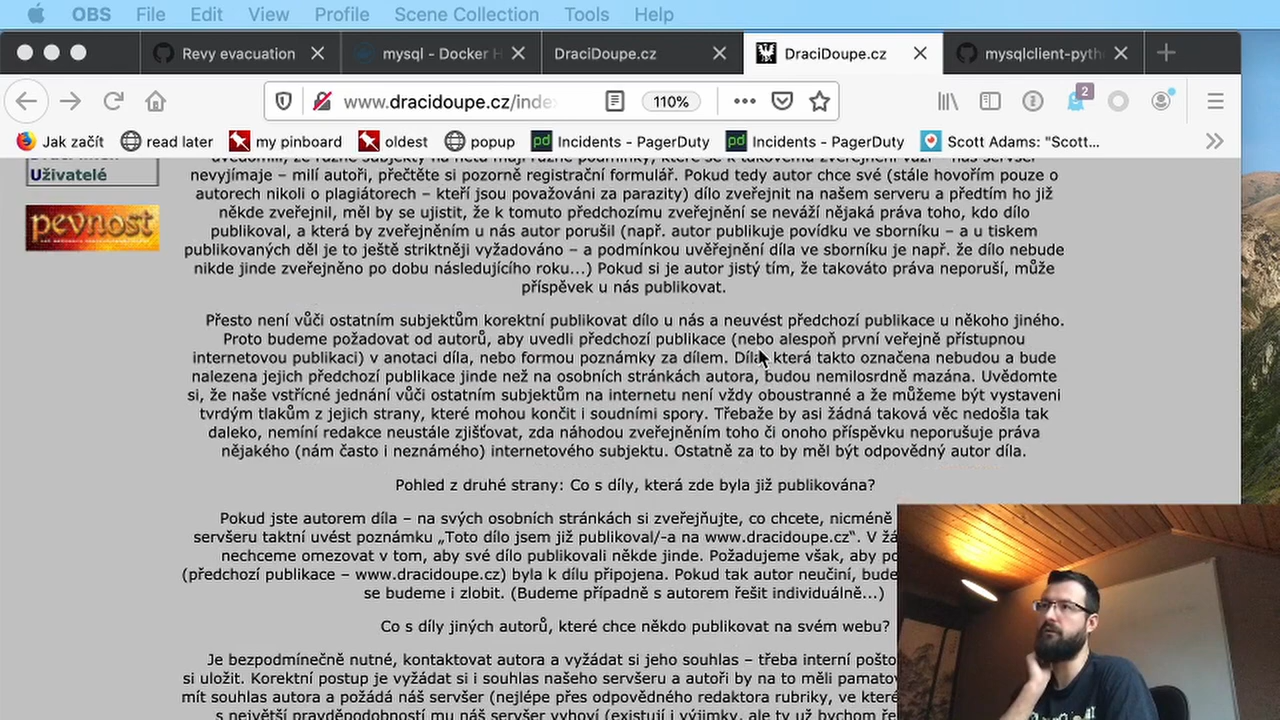 OBS File Edit View Profile Scene Collection Tools Help
Revy evacuation mysql - Docker H DraciDoupe.cz DraciDoupe.cz mysqlclient-pyth
www.dracidoupe.cz/inde 110% 2
Jak začít read later my pinboard oldest popup Incidents - PagerDuty Incidents - PagerDuty Scott Adams: "Scott...
Uživatelé
pevnost
nevyjímaje – milí autoři, přečtěte si pozorně registrační formulář. Pokud tedy autor chce své (stále hovořím pouze o
autorech nikoli o plagiátorech – kteří jsou považováni za parazity) dílo zveřejnit na našem serveru a předtím ho již
někde zveřejnil, měl by se ujistit, že k tomuto předchozímu zveřejnění se neváží nějaká práva toho, kdo dílo
publikoval, a která by zveřejněním u nás autor porušil (např. autor publikuje povídku ve sborníku – a u tiskem
publikovaných děl je to ještě striktněji vyžadováno – a podmínkou uvěřejnění díla ve sborníku je např. že dílo nebude
nikde jinde zveřejněno po dobu následujícího roku...) Pokud si je autor jistý tím, že takováto práva neporuší, může
příspěvek u nás publikovat.
Přesto není vůči ostatním subjektům korektní publikovat dílo u nás a neuvést předchozí publikace u někoho jiného.
Proto budeme požadovat od autorů, aby uvedli předchozí publikace (nebo alespoň první veřejně přístupnou
internetovou publikaci) v anotaci díla, nebo formou poznámky za dílem. Díla, která takto označena nebudou a bude
nalezena jejich předchozí publikace jinde než na osobních stránkách autora, budou nemilosrdně mazána. Uvědomte
si, že naše vstřícné jednání vůči ostatním subjektům na internetu není vždy oboustranné a že můžeme být vystaveni
tvrdým tlakům z jejich strany, které mohou končit i soudními spory. Třebaže by asi žádná taková věc nedošla tak
daleko, nemíní redakce neustále zjišťovat, zda náhodou zveřejněním toho či onoho příspěvku neporušuje práva
nějakého (nám často i neznámého) internetového subjektu. Ostatně za to by měl být odpovědný autor díla.
Pohled z druhé strany: Co s díly, která zde byla již publikována?
Pokud jste autorem díla – na svých osobních stránkách si zveřejňujte, co chcete, nicméně
servšeru taktní uvést poznámku „Toto dílo jsem již publikoval/-a na www.dracidoupe.cz“. V žá
nechceme omezovat v tom, aby své dílo publikovali někde jinde. Požadujeme však, aby po
(předchozí publikace – www.dracidoupe.cz) byla k dílu připojena. Pokud tak autor neučiní, bude
se budeme i zlobit. (Budeme případně s autorem řešit individuálně...)
Co s díly jiných autorů, které chce někdo publikovat na svém webu?
Je bezpodmínečně nutné, kontaktovat autora a vyžádat si jeho souhlas – třeba interní pošto
si uložit. Korektní postup je vyžádat si i souhlas našeho servšeru a autoři by na to měli pamatov
mít souhlas autora a požádá náš servšer (nejlépe přes odpovědného redaktora rubriky, ve které
s největší pravděpodobností mu náš servšer vyhoví (existují i výjimky, ale ty už bychom ře